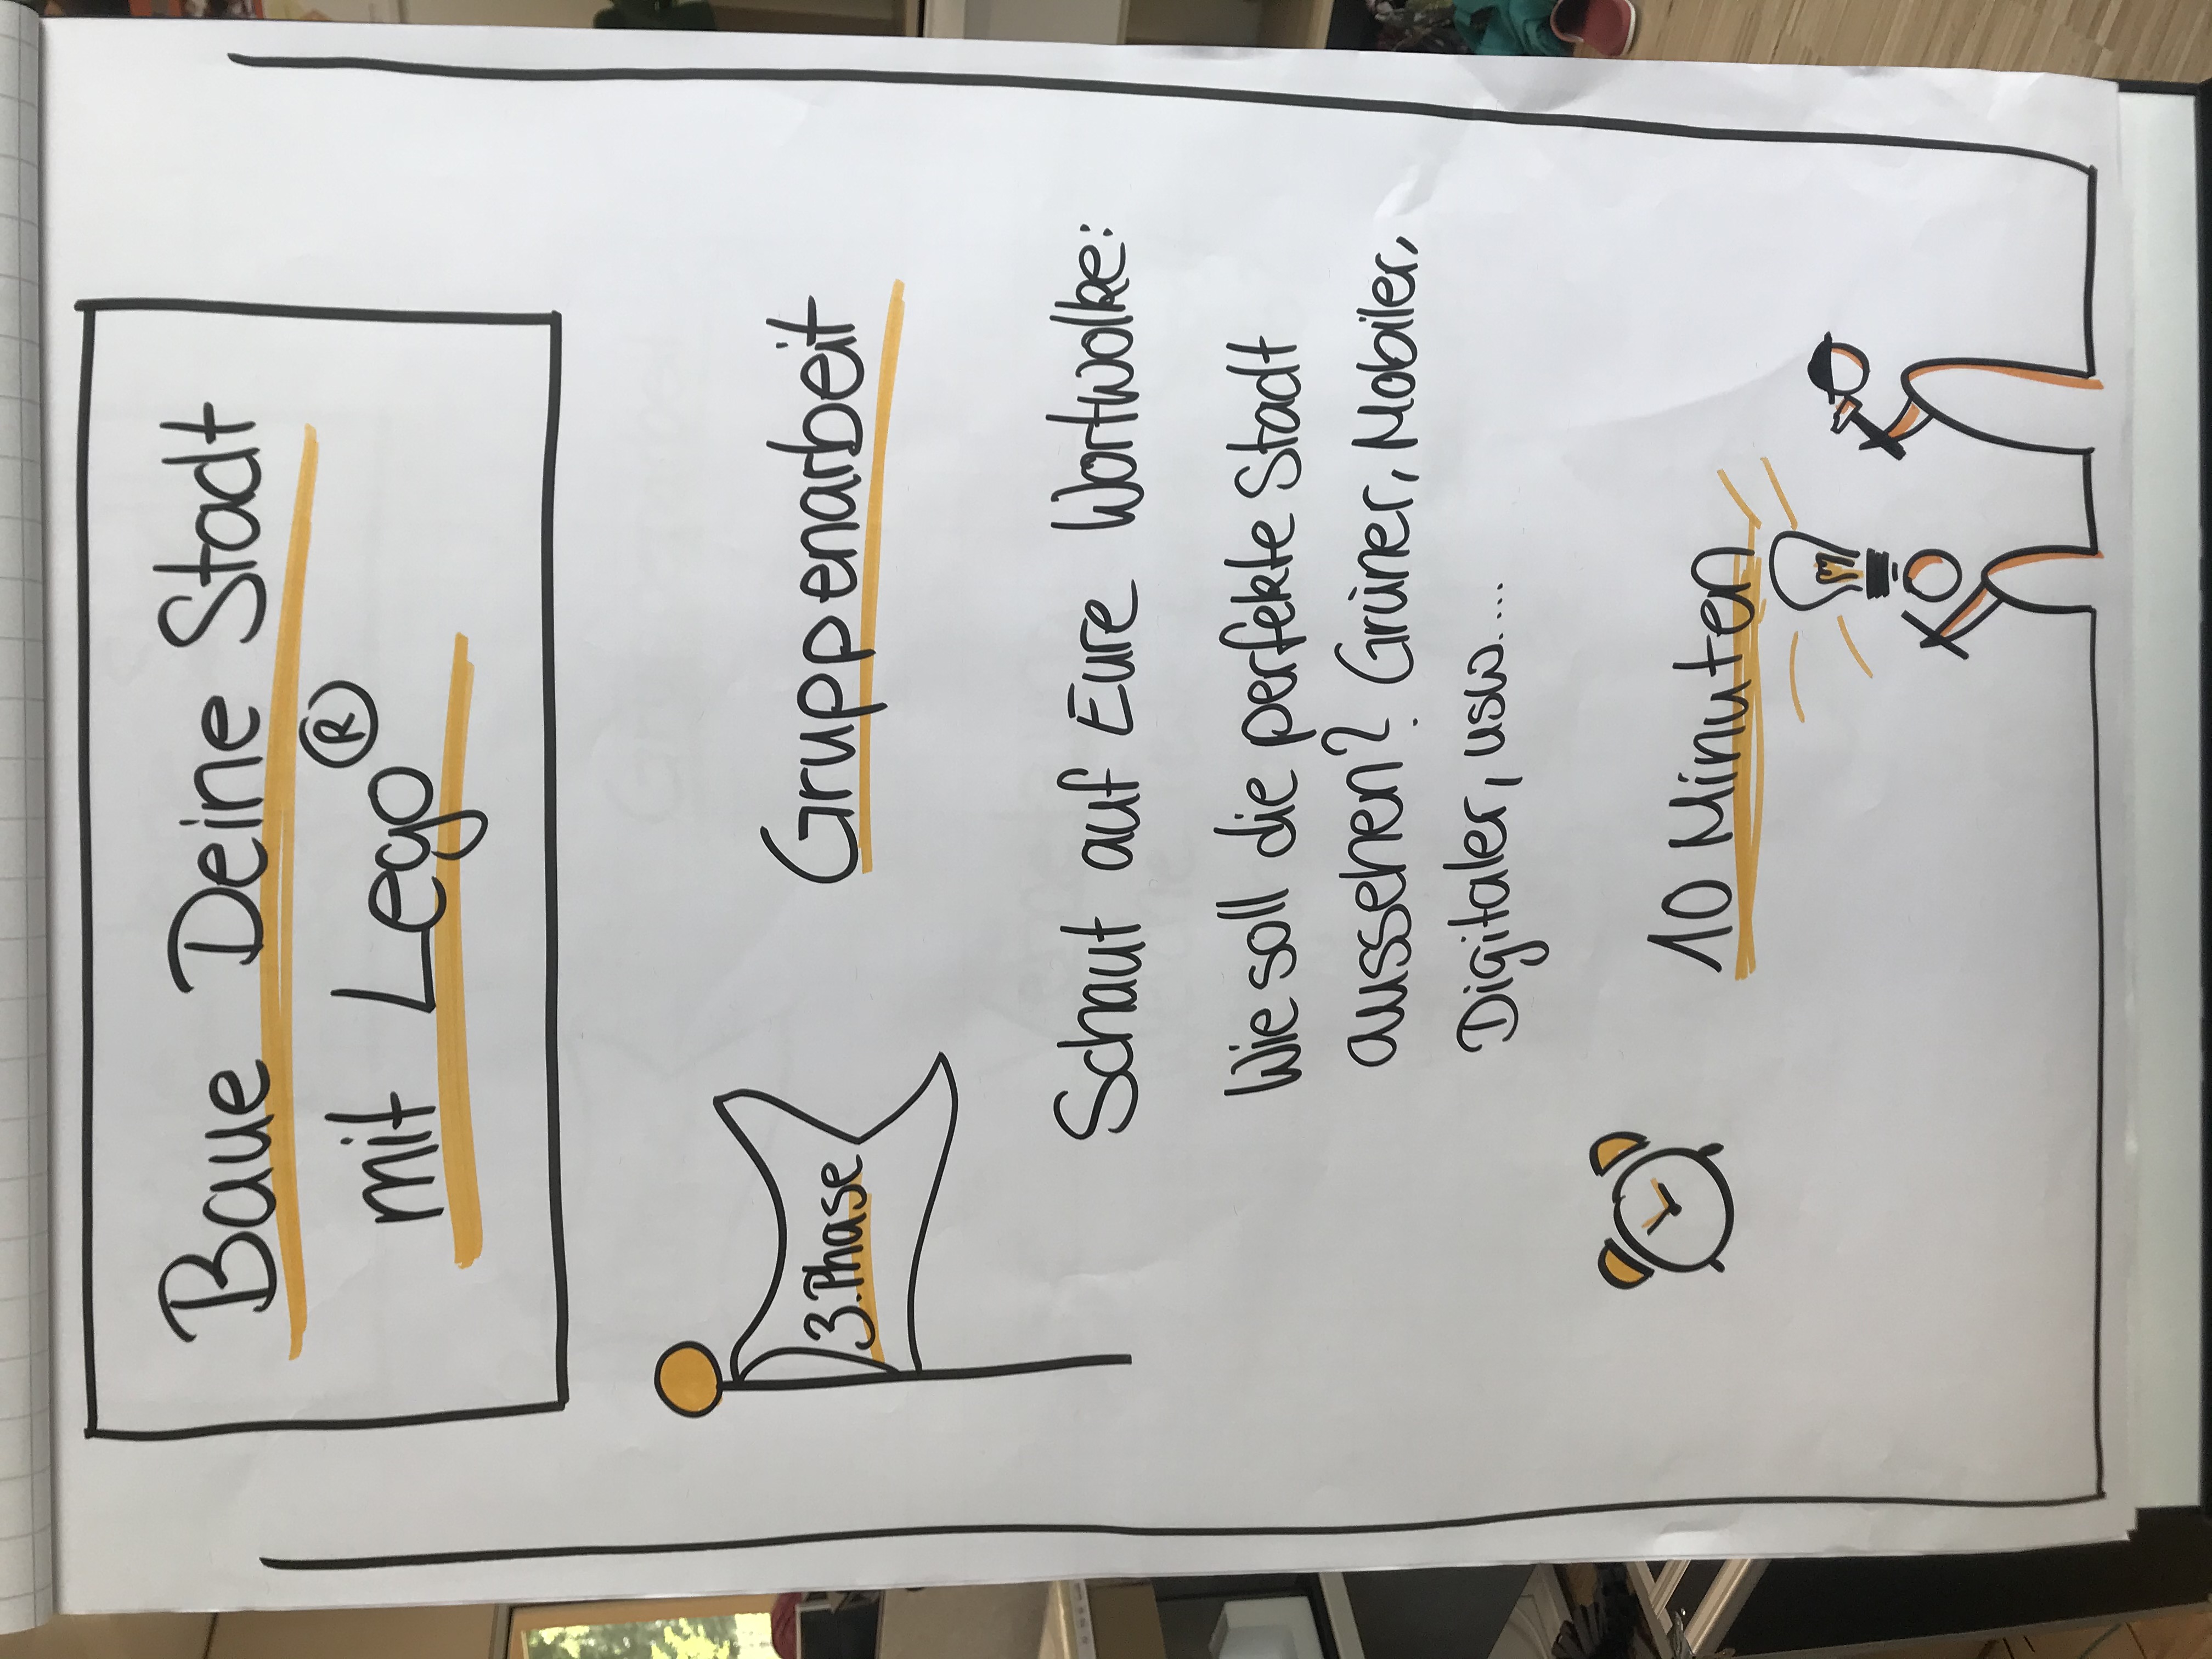 Baue Deine Stadt
mit Lego®
3. Phase
Gruppenarbeit
Schaut auf Eure Wortwolke:
Wie soll die perfekte Stadt
aussehen? Grüner, Mobiler,
Digitaler, usw....
10 Minuten